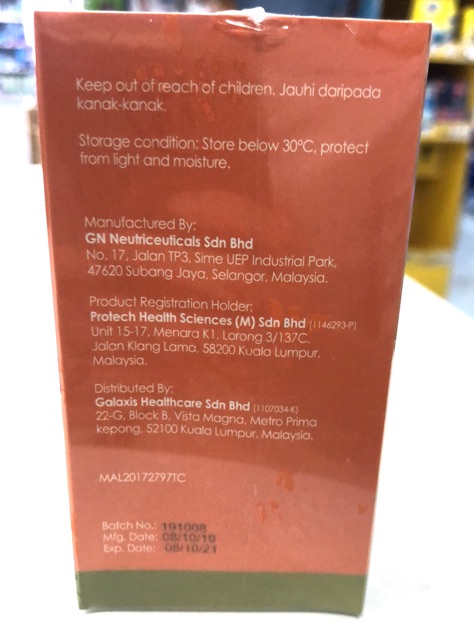 Keep out of reach of children. Jauhi daripada
kanak-kanak.
Storage condition: Store below 30°C, protect
from light and moisture.
Manufactured By:
GN Neutriceuticals Sdn Bhd
No. 17, Jalan TP3, Sime UEP Industrial Park,
47620 Subang Jaya, Selangor, Malaysia.
Product Registration Holder:
Protech Health Sciences (M) Sdn Bhd (1146293-P)
Unit 15-17, Menara K1, Lorong 3/137C,
Jalan Klang Lama, 58200 Kuala Lumpur,
Malaysia.
Distributed By:
Galaxis Healthcare Sdn Bhd (1107034-K)
22-G, Block B, Vista Magna, Metro Prima
kepong, 52100 Kuala Lumpur, Malaysia.
MAL20172797TC
Batch No.: 191008
Mfg. Date: 08/10/19
Exp. Date: 08/10/21